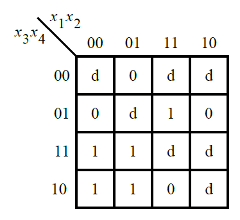 x₁x₂
x₃x₄
00 01 11 10
00 d 0 d d
01 0 d 1 0
11 1 1 d d
10 1 1 0 d